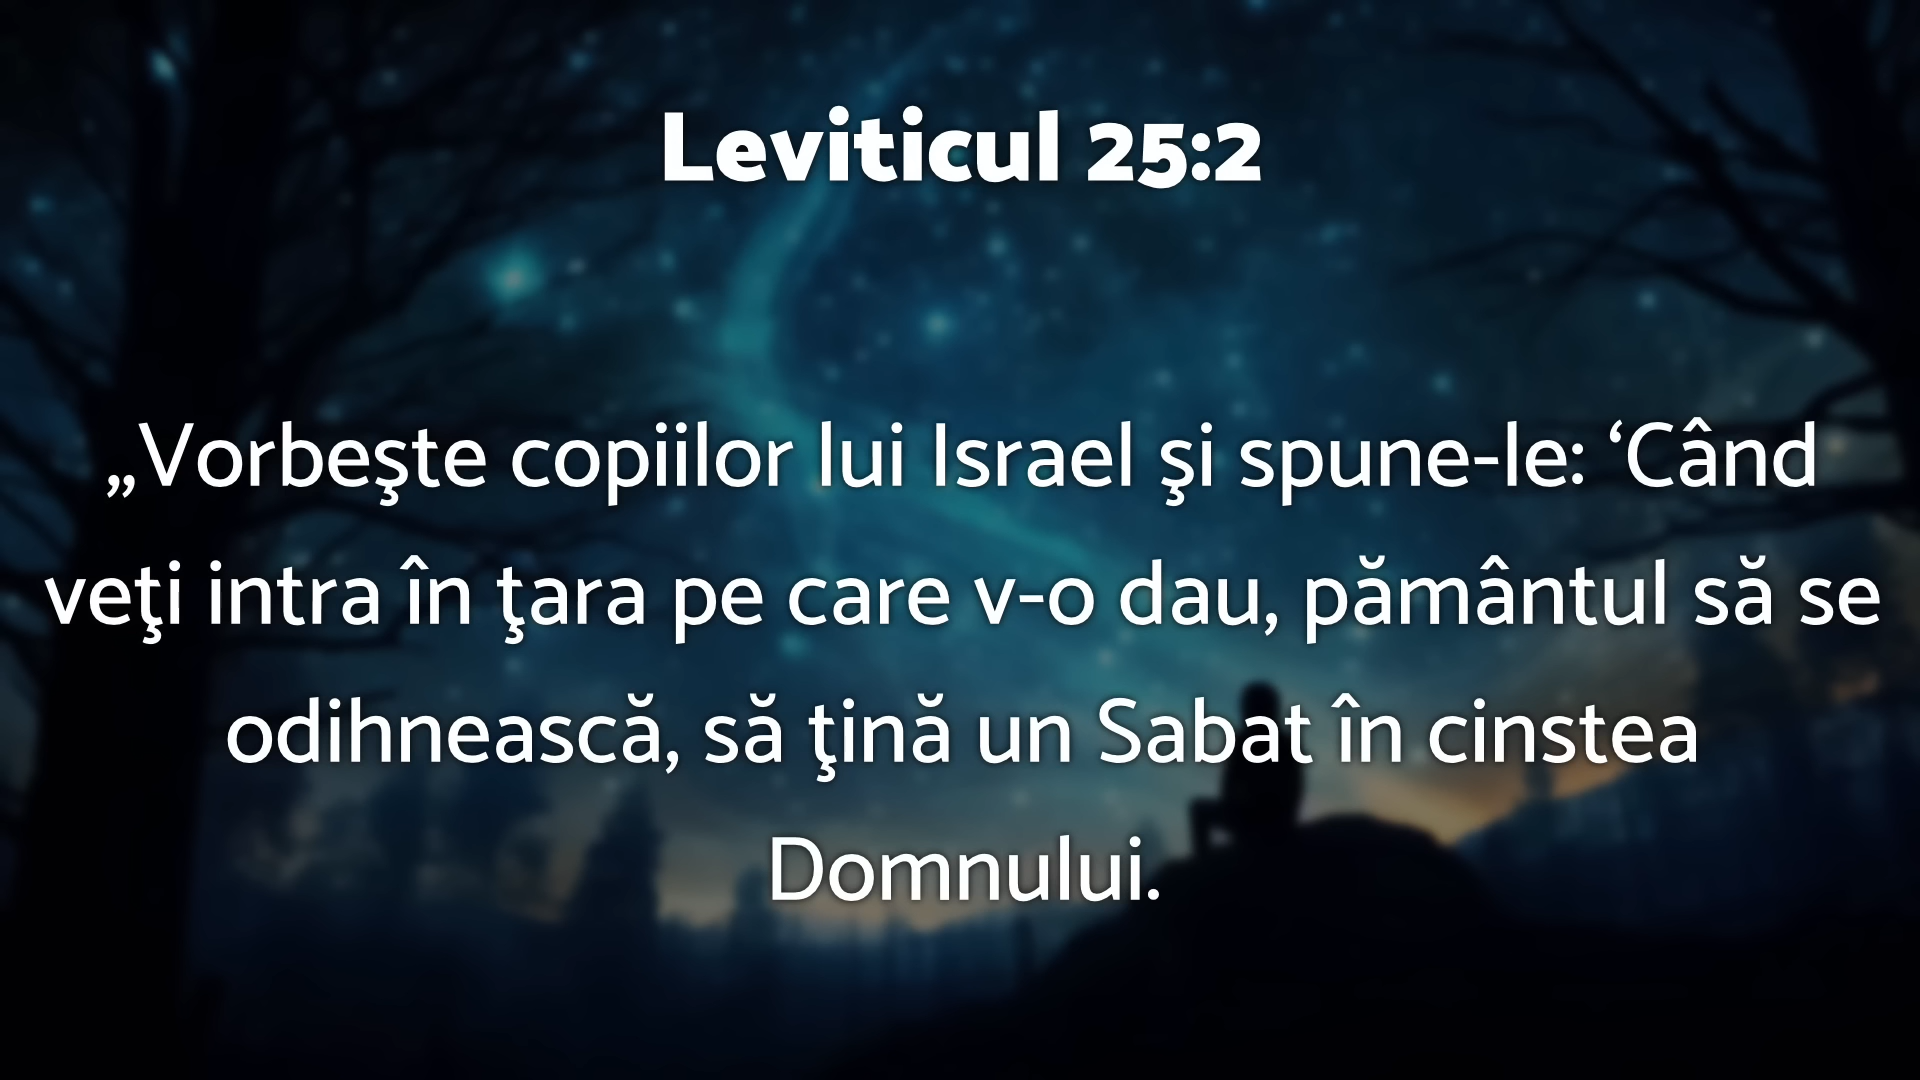 Leviticul 25:2
„Vorbeşte copiilor lui Israel şi spune-le: ‘Când
veţi intra în ţara pe care v-o dau, pământul să se
odihnească, să ţină un Sabat în cinstea
Domnului.